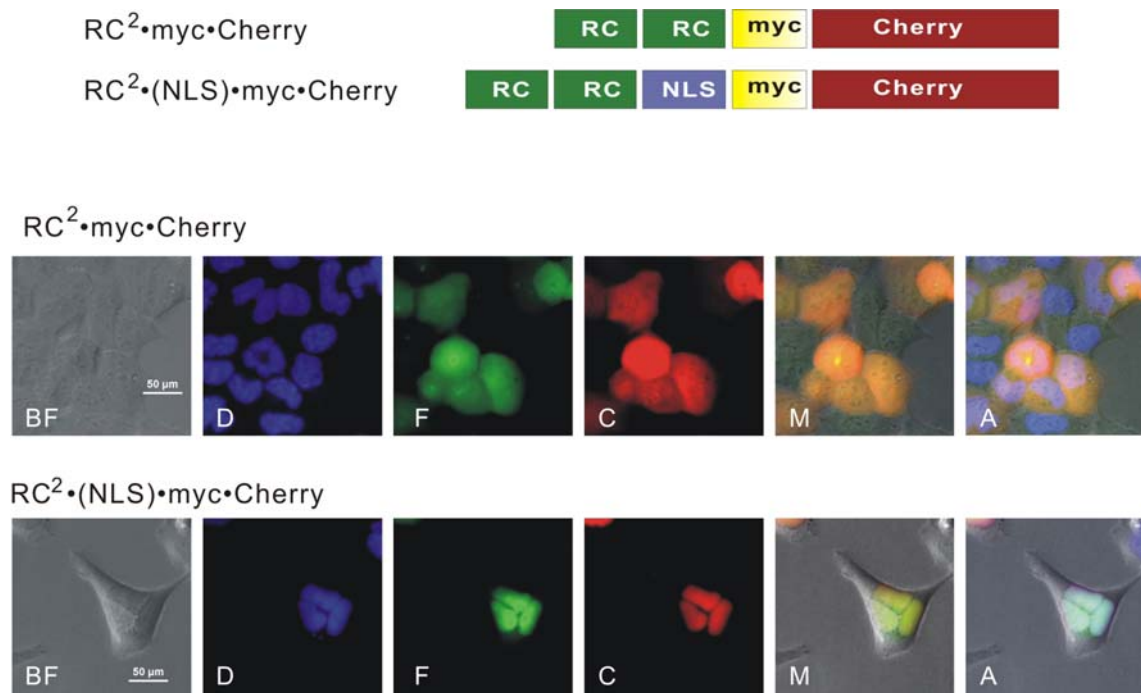 RC²•myc•Cherry
RC RC myc Cherry
RC²•(NLS)•myc•Cherry
RC RC NLS myc Cherry
RC²•myc•Cherry
50 µm
BF D F C M A
RC²•(NLS)•myc•Cherry
50 µm
BF D F C M A